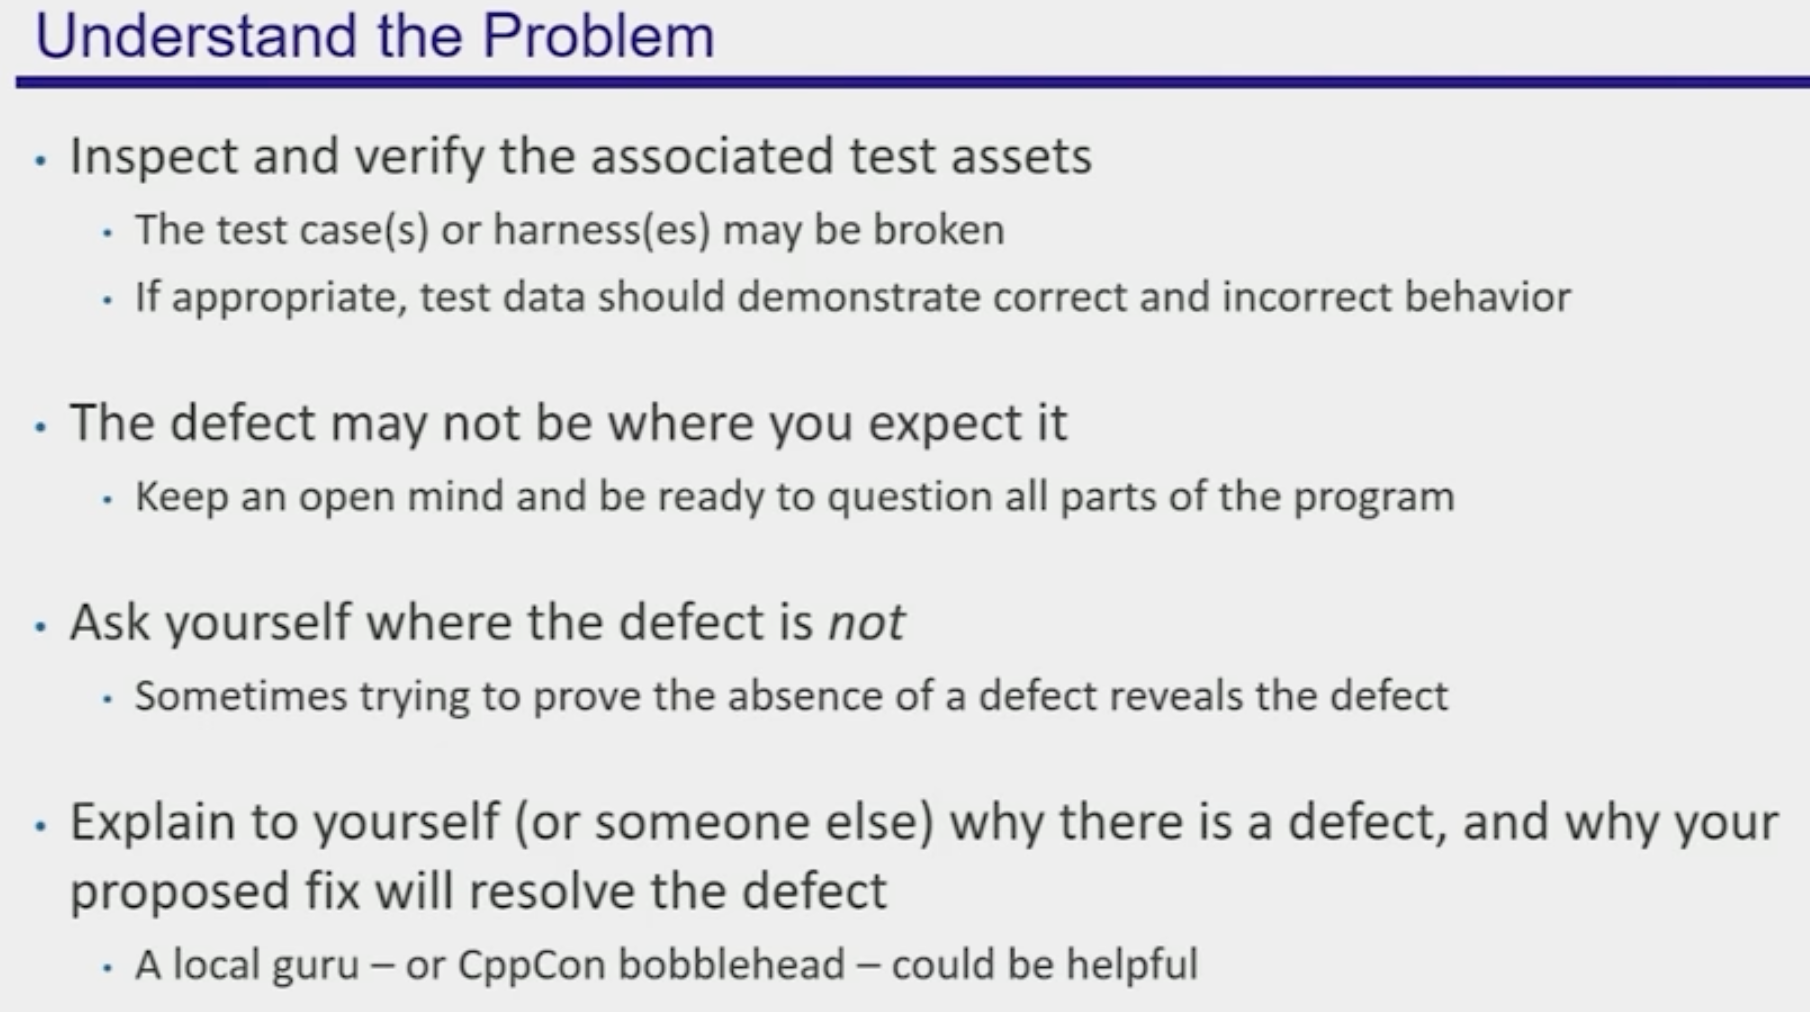 Understand the Problem
• Inspect and verify the associated test assets
• The test case(s) or harness(es) may be broken
• If appropriate, test data should demonstrate correct and incorrect behavior
• The defect may not be where you expect it
• Keep an open mind and be ready to question all parts of the program
• Ask yourself where the defect is not
• Sometimes trying to prove the absence of a defect reveals the defect
• Explain to yourself (or someone else) why there is a defect, and why your
proposed fix will resolve the defect
• A local guru – or CppCon bobblehead – could be helpful